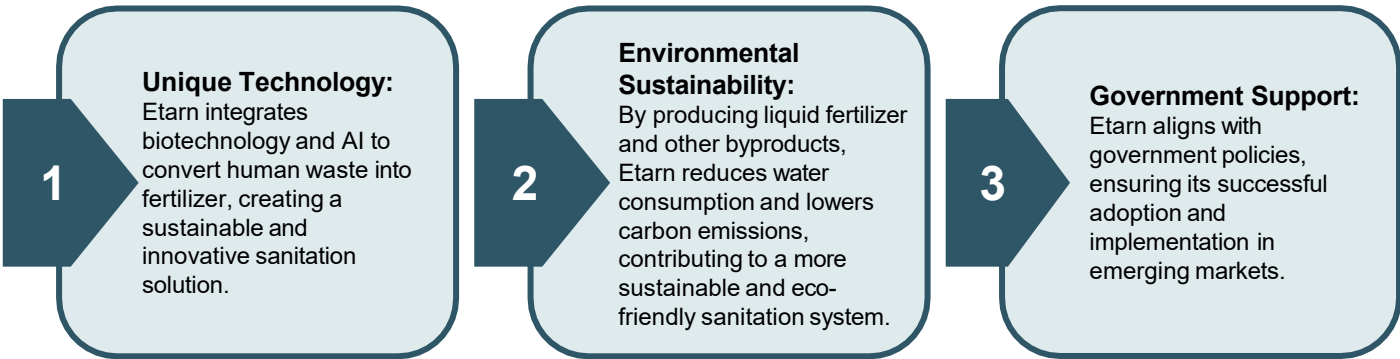 1
Unique Technology:
Etarn integrates
biotechnology and AI to
convert human waste into
fertilizer, creating a
sustainable and
innovative sanitation
solution.
2
Environmental
Sustainability:
By producing liquid fertilizer
and other byproducts,
Etarn reduces water
consumption and lowers
carbon emissions,
contributing to a more
sustainable and eco-
friendly sanitation system.
3
Government Support:
Etarn aligns with
government policies,
ensuring its successful
adoption and
implementation in
emerging markets.